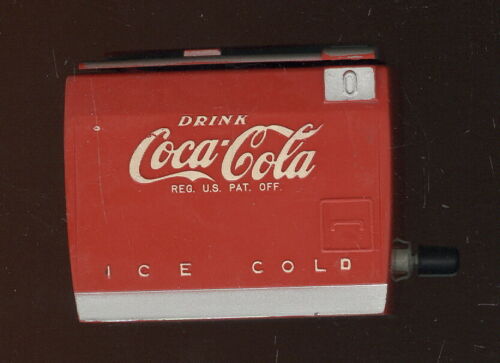 DRINK
Coca-Cola
REG. U.S. PAT. OFF.
ICE COLD